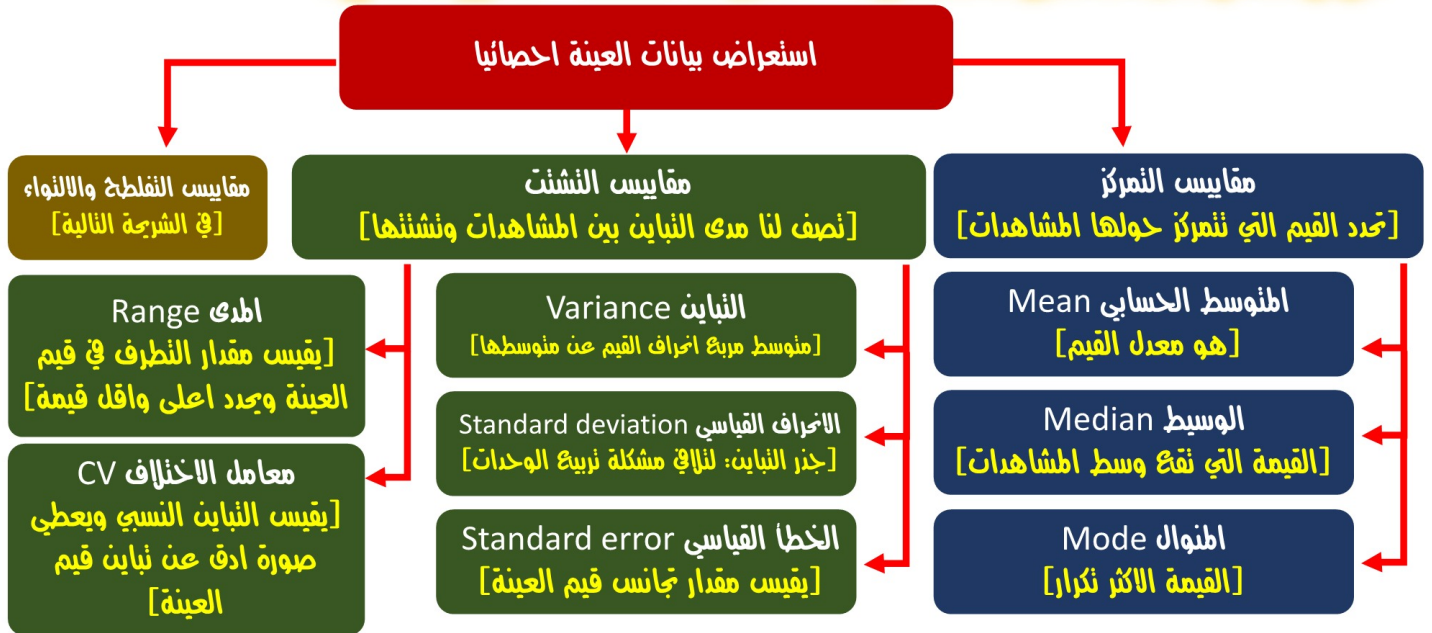 استعراض بيانات العينة احصائيا
مقاييس التمركز
[تحدد القيم التي تتمركز حولها المشاهدات]
المتوسط الحسابي Mean
[هو معدل القيم]
الوسيط Median
[القيمة التي تقع وسط المشاهدات]
المنوال Mode
[القيمة الاكثر تكرار]
مقاييس التشتت
[تصف لنا مدى التباين بين المشاهدات وتشتتها]
التباين Variance
[متوسط مربع انحراف القيم عن متوسطها]
الانحراف القياسي Standard deviation
[جذر التباين: لتلافي مشكلة تربيع الوحدات]
الخطأ القياسي Standard error
[يقيس مقدار تجانس قيم العينة]
المدى Range
[يقيس مقدار التطرف في قيم
العينة ويحدد اعلى واقل قيمة]
معامل الاختلاف CV
[يقيس التباين النسبي ويعطي
صورة ادق عن تباين قيم
العينة]
مقاييس التفلطح والالتواء
[في الشريحة التالية]